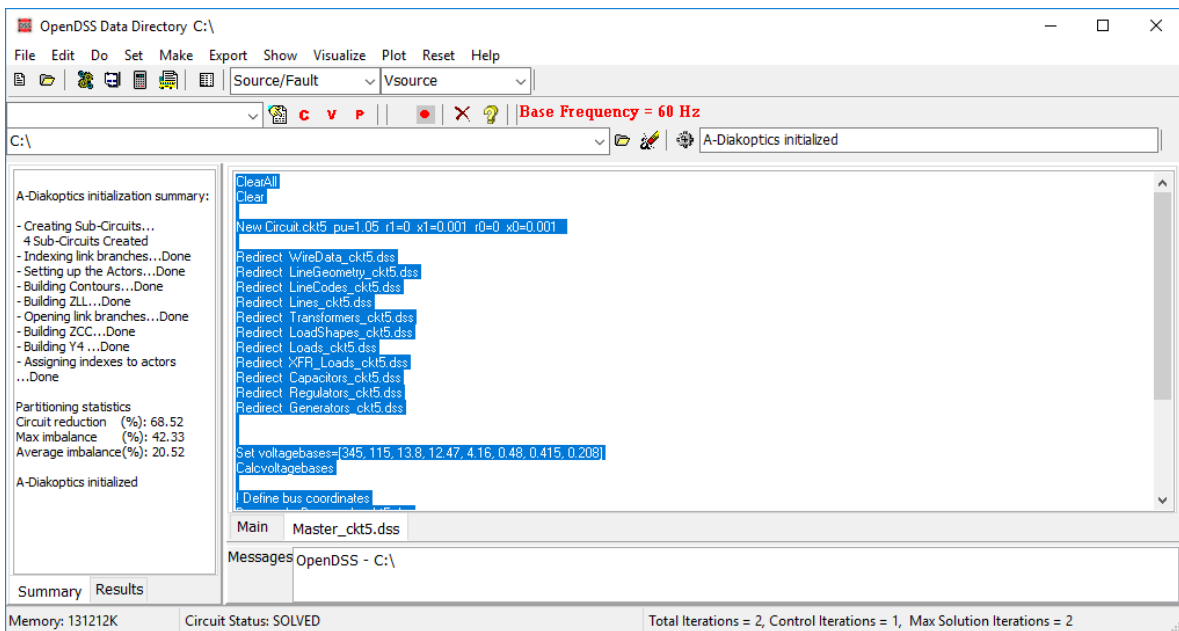 OpenDSS Data Directory C:\
File Edit Do Set Make Export Show Visualize Plot Reset Help
Source/Fault Vsource
C V P Base Frequency = 60 Hz
C:\ A-Diakoptics initialized
A-Diakoptics initialization summary:
- Creating Sub-Circuits...
4 Sub-Circuits Created
- Indexing link branches...Done
- Setting up the Actors...Done
- Building Contours...Done
- Building ZLL...Done
- Opening link branches...Done
- Building ZCC...Done
- Building Y4 ...Done
- Assigning indexes to actors
...Done
Partitioning statistics
Circuit reduction (%): 68.52
Max imbalance (%): 42.33
Average imbalance(%): 20.52
A-Diakoptics initialized
Summary Results
ClearAll
Clear
New Circuit.ckt5 pu=1.05 r1=0 x1=0.001 r0=0 x0=0.001
Redirect WireData_ckt5.dss
Redirect LineGeometry_ckt5.dss
Redirect LineCodes_ckt5.dss
Redirect Lines_ckt5.dss
Redirect Transformers_ckt5.dss
Redirect LoadShapes_ckt5.dss
Redirect Loads_ckt5.dss
Redirect XFR_Loads_ckt5.dss
Redirect Capacitors_ckt5.dss
Redirect Regulators_ckt5.dss
Redirect Generators_ckt5.dss
Set voltagebases=[345, 115, 13.8, 12.47, 4.16, 0.48, 0.415, 0.208]
Calcvoltagebases
! Define bus coordinates
Main Master_ckt5.dss
Messages OpenDSS - C:\
Memory: 131212K Circuit Status: SOLVED Total Iterations = 2, Control Iterations = 1, Max Solution Iterations = 2